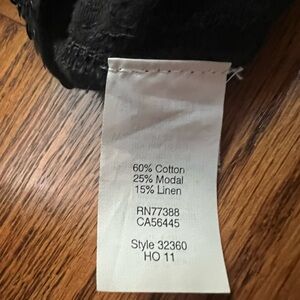 60% Cotton
25% Modal
15% Linen
RN77388
CA56445
Style 32360
HO 11